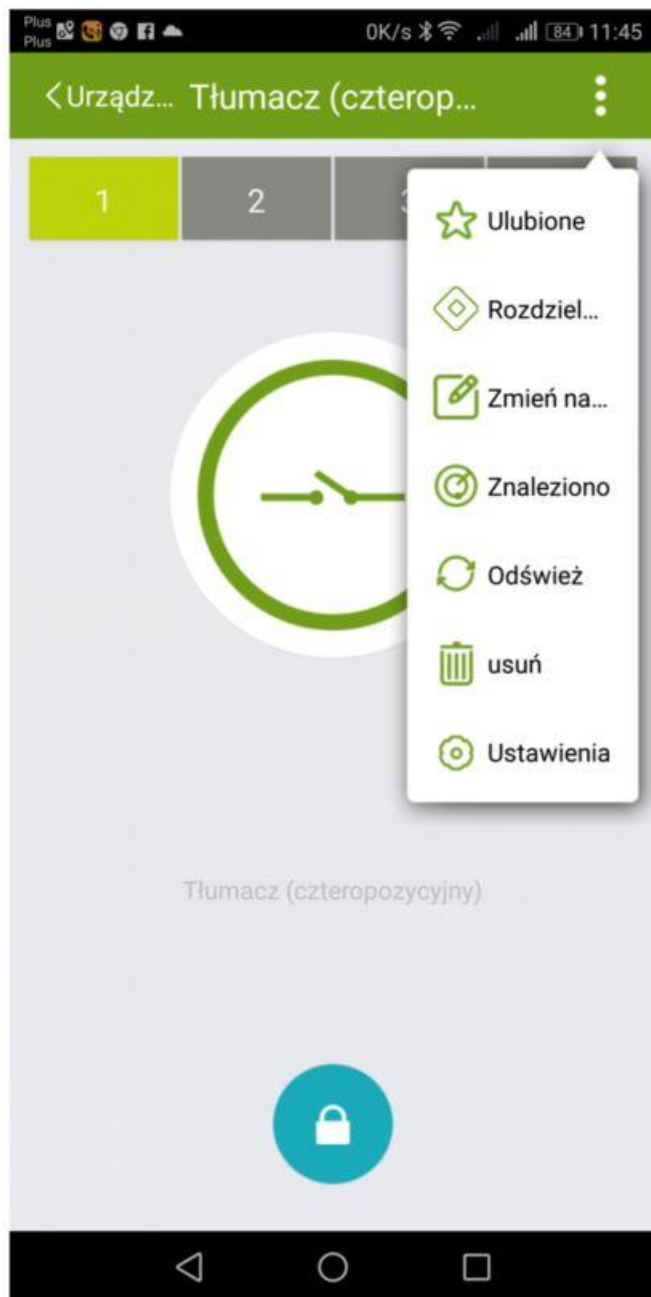 Plus
Plus
0K/s 84 11:45
Urządz... Tłumacz (czterop...
1 2
Ulubione
Rozdziel...
Zmień na...
Znaleziono
Odśwież
usuń
Ustawienia
Tłumacz (czteropozycyjny)